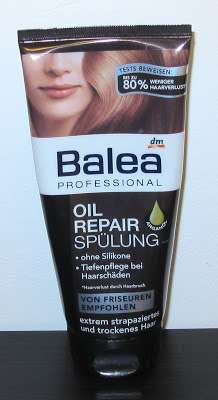 TESTS BEWEISEN:
BIS ZU
80% WENIGER
HAARVERLUST*
dm
Balea
PROFESSIONAL
OIL
REPAIR
SPÜLUNG
• ohne Silikone
• Tiefenpflege bei
Haarschäden
*Haarverlust durch Haarbruch
VON FRISEUREN
EMPFOHLEN
extrem strapaziertes
und trockenes Haar